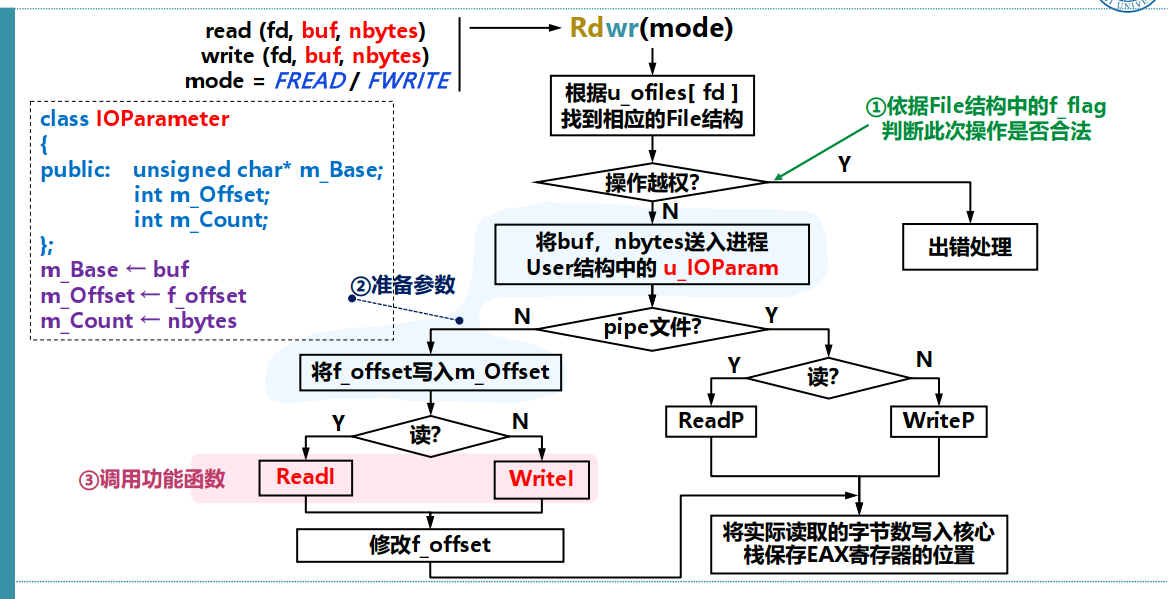 read (fd, buf, nbytes)
write (fd, buf, nbytes)
mode = FREAD / FWRITE
Rdwr(mode)
class IOParameter
{
public: unsigned char* m_Base;
int m_Offset;
int m_Count;
};
m_Base ← buf
m_Offset ← f_offset
m_Count ← nbytes
根据u_ofiles[ fd ]
找到相应的File结构
①依据File结构中的f_flag
判断此次操作是否合法
操作越权?
Y
N
出错处理
将buf，nbytes送入进程
User结构中的 u_IOParam
②准备参数
pipe文件?
N
Y
将f_offset写入m_Offset
读?
Y
N
ReadP
WriteP
读?
Y
N
③调用功能函数
ReadI
WriteI
修改f_offset
将实际读取的字节数写入核心
栈保存EAX寄存器的位置